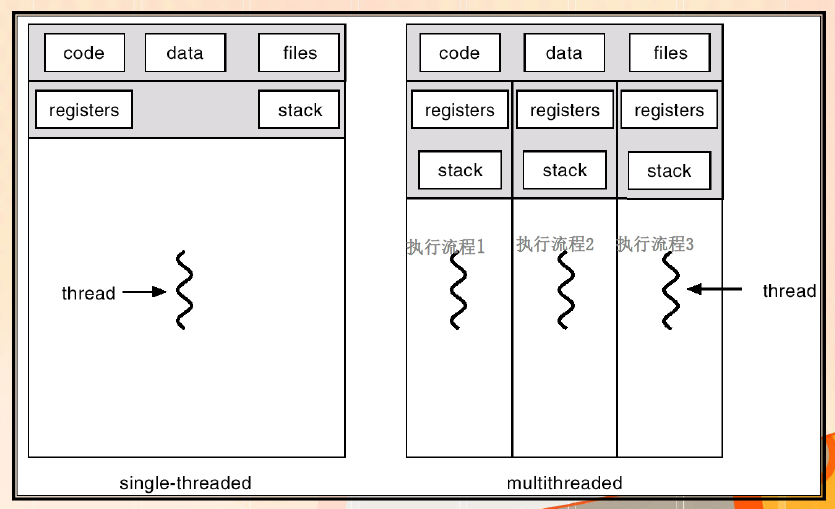 code data files
registers stack
thread
single-threaded
code data files
registers registers registers
stack stack stack
执行流程1 执行流程2 执行流程3
thread
multithreaded